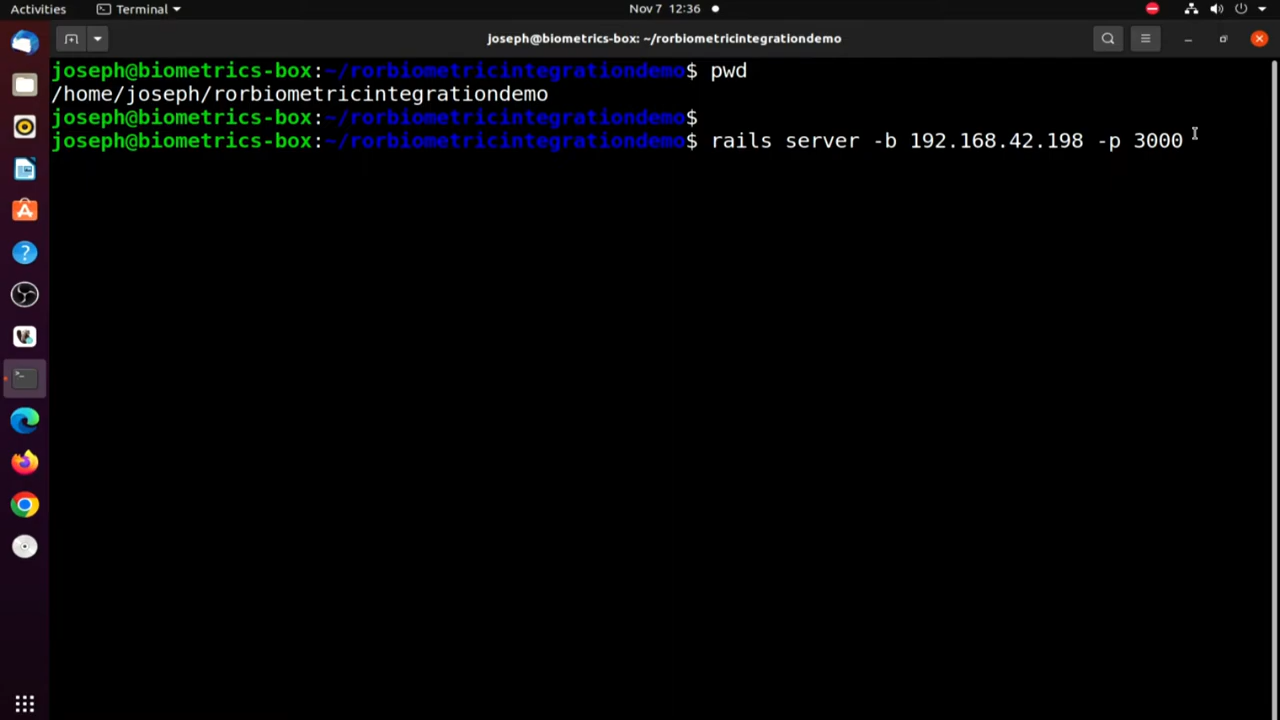 Activities
Terminal
Nov 7 12:36
joseph@biometrics-box: ~/rorbiometricintegrationdemo
joseph@biometrics-box:~/rorbiometricintegrationdemo$ pwd
/home/joseph/rorbiometricintegrationdemo
joseph@biometrics-box:~/rorbiometricintegrationdemo$
joseph@biometrics-box:~/rorbiometricintegrationdemo$ rails server -b 192.168.42.198 -p 3000